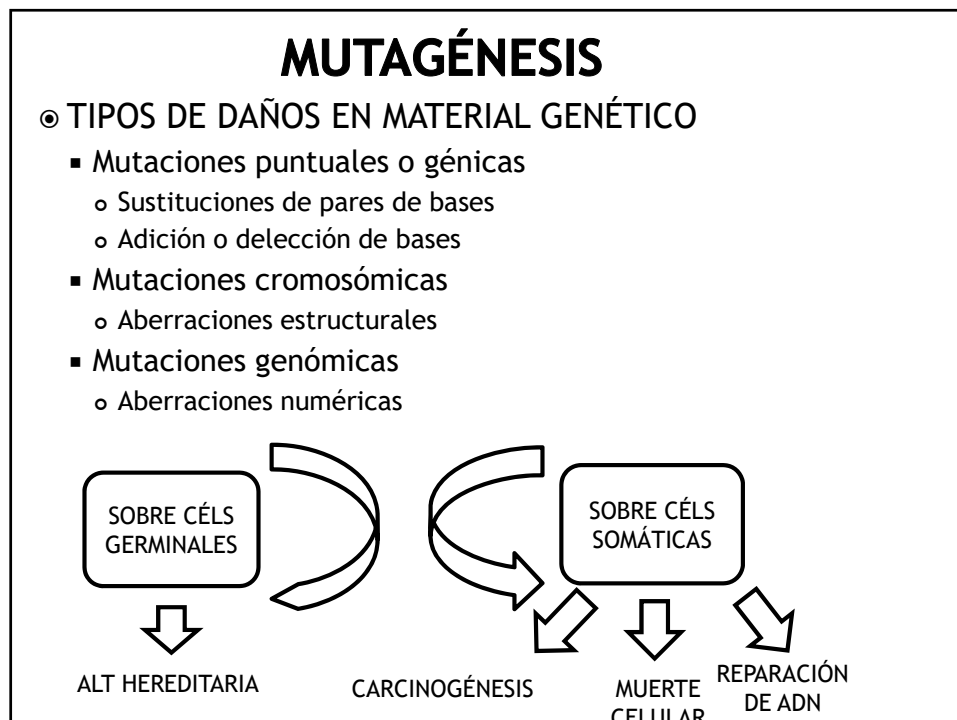 MUTAGÉNESIS
TIPOS DE DAÑOS EN MATERIAL GENÉTICO
Mutaciones puntuales o génicas
Sustituciones de pares de bases
Adición o delección de bases
Mutaciones cromosómicas
Aberraciones estructurales
Mutaciones genómicas
Aberraciones numéricas
SOBRE CÉLS
GERMINALES
SOBRE CÉLS
SOMÁTICAS
ALT HEREDITARIA
CARCINOGÉNESIS
MUERTE
CELULAR
REPARACIÓN
DE ADN